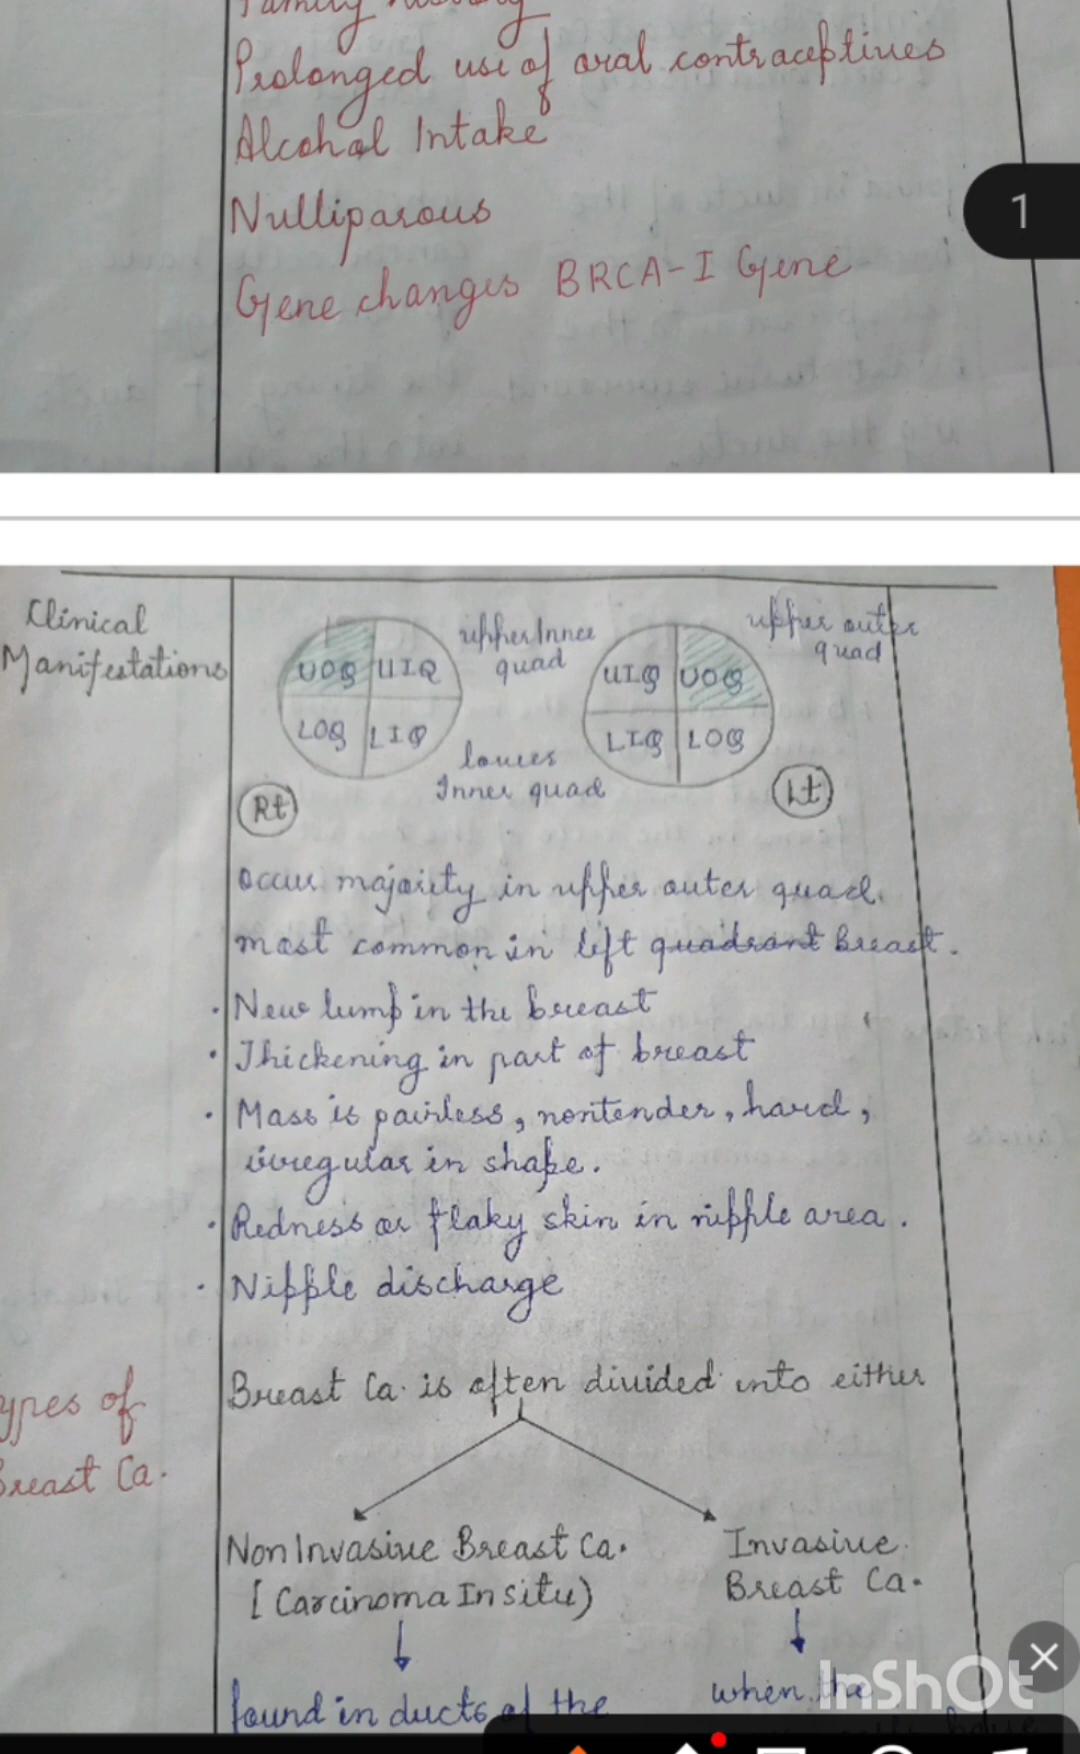 Family history
Prolonged use of oral contraceptives
Alcohol Intake
Nulliparous
Gene changes BRCA-I Gene
1
Clinical
Manifestations
UOQ UIQ
LOQ LIQ
upper Inner
quad
lower
Inner quad
Rt
upper outer
quad
UIQ UOQ
LIQ LOQ
Lt
occur majority in upper outer quad.
most common in left quadrant Breast.
· New lump in the breast
· Thickening in part of breast
· Mass is painless, nontender, hard,
irregular in shape.
· Redness or flaky skin in nipple area.
· Nipple discharge
ypes of
Breast Ca.
Breast Ca. is often divided into either
Non Invasive Breast Ca.
[Carcinoma In situ)
Invasive
Breast Ca.
found in ducts of the
when the
have
InShOt